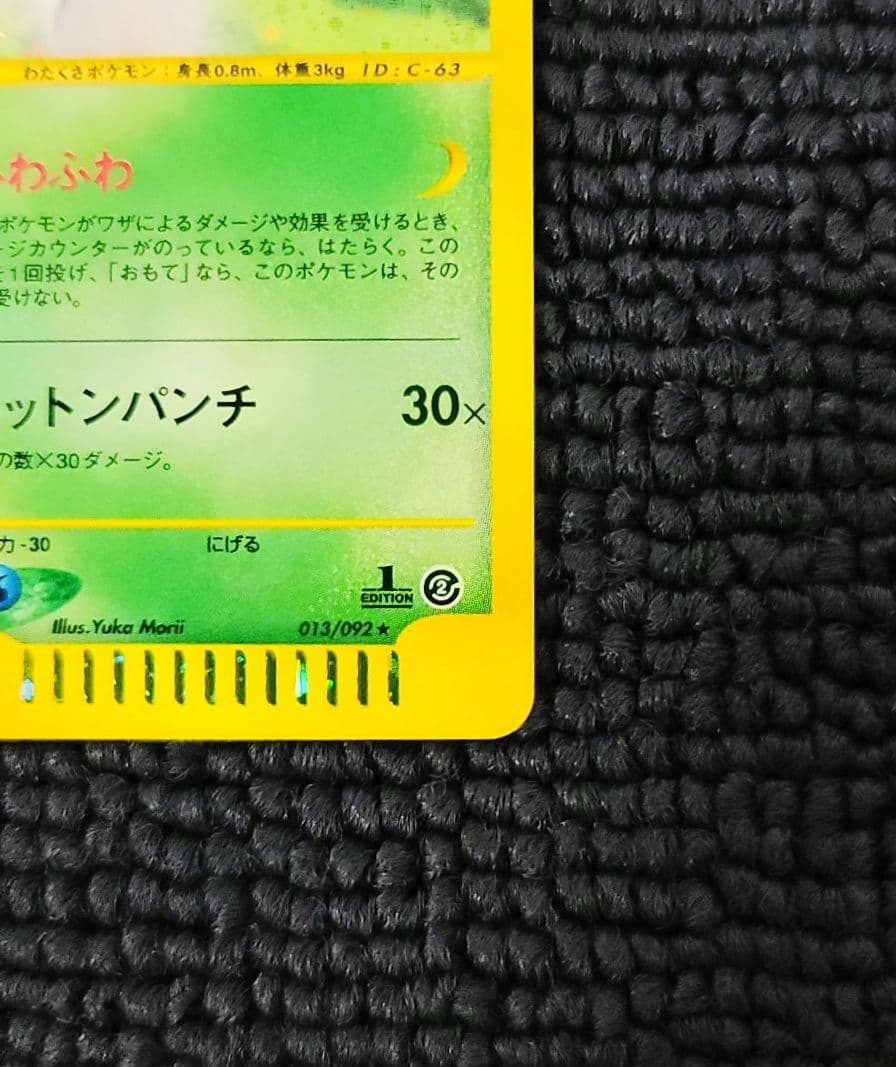 わたくさポケモン：身長0.8m、体重3kg ID：C-63
わふわ
ポケモンがワザによるダメージや効果を受けるとき、
ージカウンターがのっているなら、はたらく。この
1回投げ、「おもて」なら、このポケモンは、その
受けない。
ットンパンチ 30×
の数×30ダメージ。
力-30 にげる
1 EDITION 2
Illus. Yuka Morii 013/092★